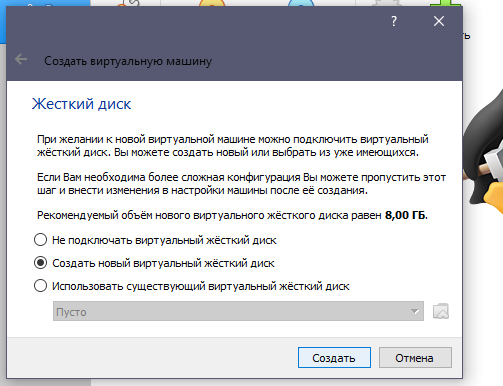 ?
ть
Создать виртуальную машину
Жесткий диск
При желании к новой виртуальной машине можно подключить виртуальный
жёсткий диск. Вы можете создать новый или выбрать из уже имеющихся.
Если Вам необходима более сложная конфигурация Вы можете пропустить этот
шаг и внести изменения в настройки машины после её создания.
Рекомендуемый объём нового виртуального жёсткого диска равен 8,00 ГБ.
Не подключать виртуальный жёсткий диск
Создать новый виртуальный жёсткий диск
Использовать существующий виртуальный жёсткий диск
Пусто
Создать
Отмена